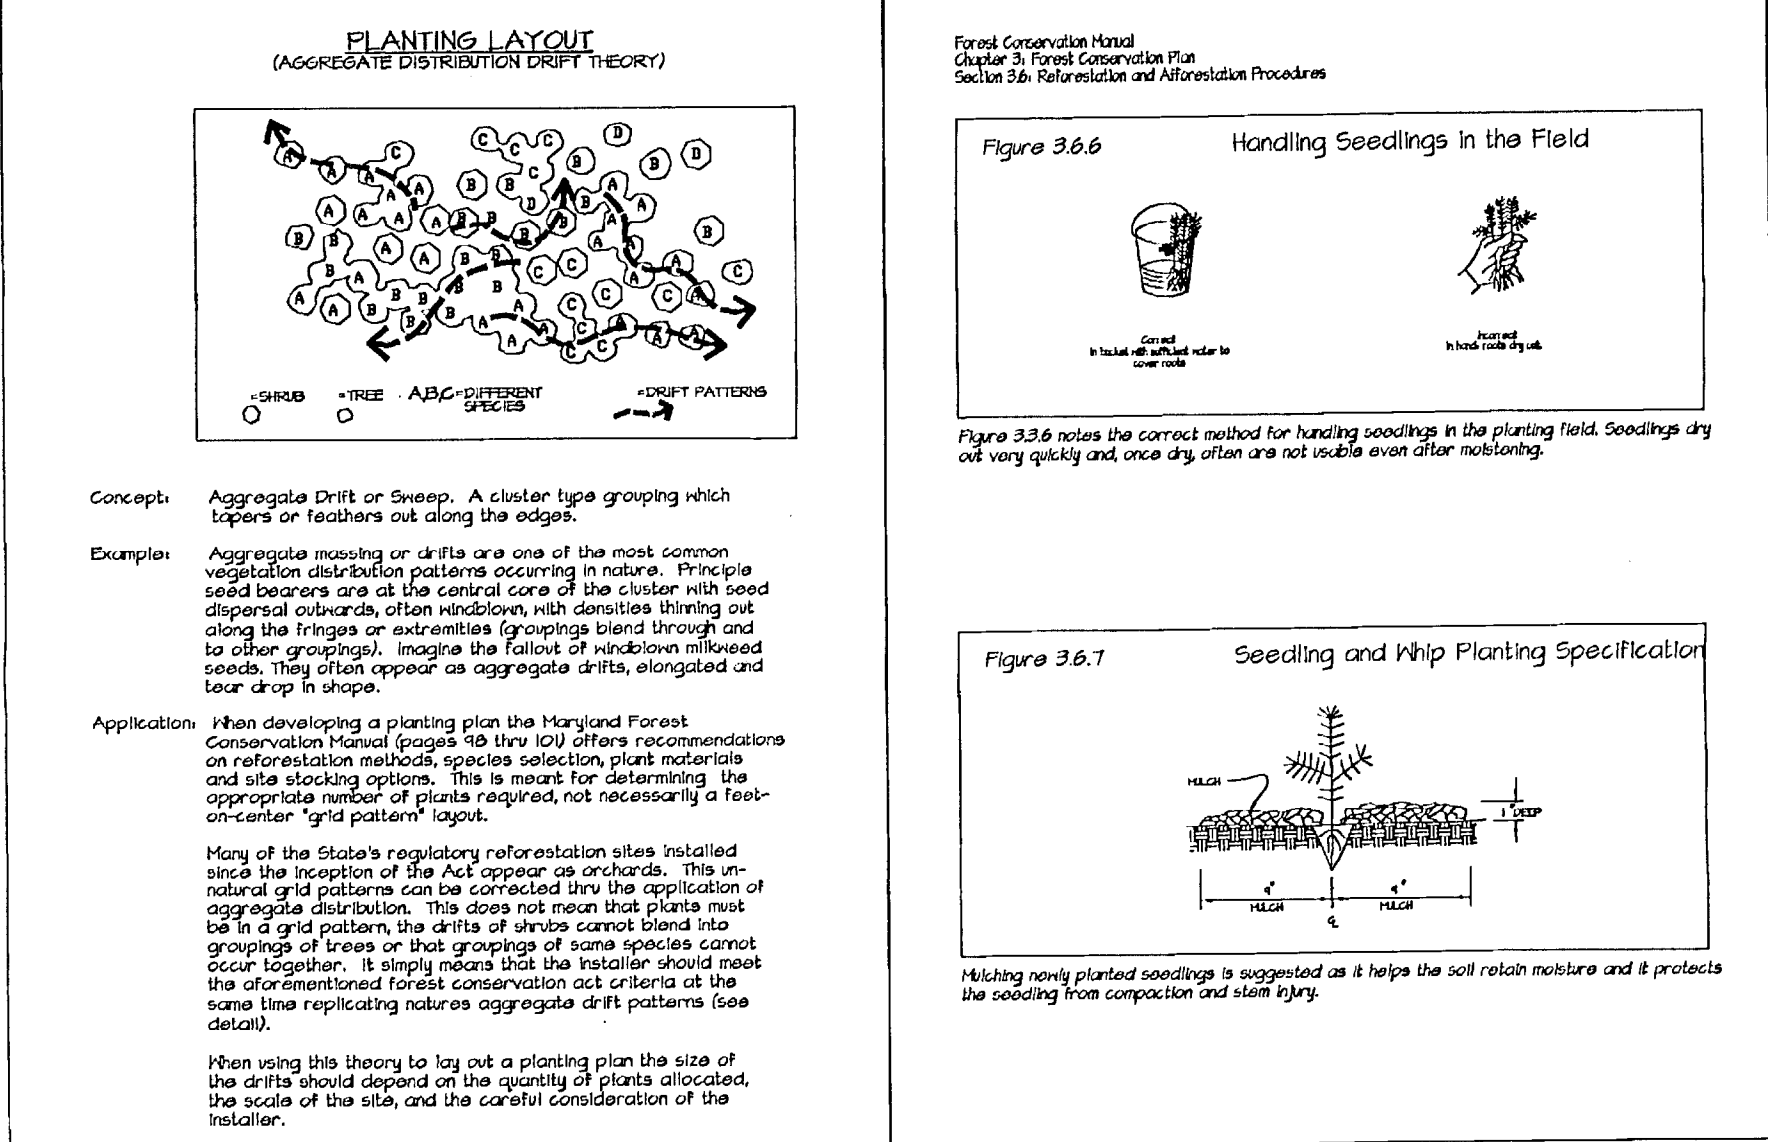 PLANTING LAYOUT
(AGGREGATE DISTRIBUTION DRIFT THEORY)
=SHRUB
=TREE
A,B,C=DIFFERENT
SPECIES
=DRIFT PATTERNS
Concept:
Aggregate Drift or Sweep. A cluster type grouping which
tapers or feathers out along the edges.
Example:
Aggregate massing or drifts are one of the most common
vegetation distribution patterns occurring in nature. Principle
seed bearers are at the central core of the cluster with seed
dispersal outwards, often windblown, with densities thinning out
along the fringes or extremities (groupings blend through and
to other groupings). Imagine the fallout of windblown milkweed
seeds. They often appear as aggregate drifts, elongated and
tear drop in shape.
Application:
When developing a planting plan the Maryland Forest
Conservation Manual (pages 98 thru 101) offers recommendations
on reforestation methods, species selection, plant materials
and site stocking options. This is meant for determining the
appropriate number of plants required, not necessarily a feet-
on-center "grid pattern" layout.
Many of the State's regulatory reforestation sites installed
since the inception of the Act appear as orchards. This un-
natural grid patterns can be corrected thru the application of
aggregate distribution. This does not mean that plants must
be in a grid pattern, the drifts of shrubs cannot blend into
groupings of trees or that groupings of same species cannot
occur together. It simply means that the installer should meet
the aforementioned forest conservation act criteria at the
same time replicating natures aggregate drift patterns (see
detail).
When using this theory to lay out a planting plan the size of
the drifts should depend on the quantity of plants allocated,
the scale of the site, and the careful consideration of the
installer.
Forest Conservation Manual
Chapter 3: Forest Conservation Plan
Section 3.6: Reforestation and Afforestation Procedures
Figure 3.6.6
Handling Seedlings in the Field
Correct
In bucket with sufficient water to
cover roots
Incorrect
In hand: roots dry out
Figure 3.3.6 notes the correct method for handling seedlings in the planting field. Seedlings dry
out very quickly and, once dry, often are not usable even after moistening.
Figure 3.6.7
Seedling and Whip Planting Specification
MULCH
1" DEEP
9"
MULCH
9"
MULCH
Mulching newly planted seedlings is suggested as it helps the soil retain moisture and it protects
the seedling from compaction and stem injury.